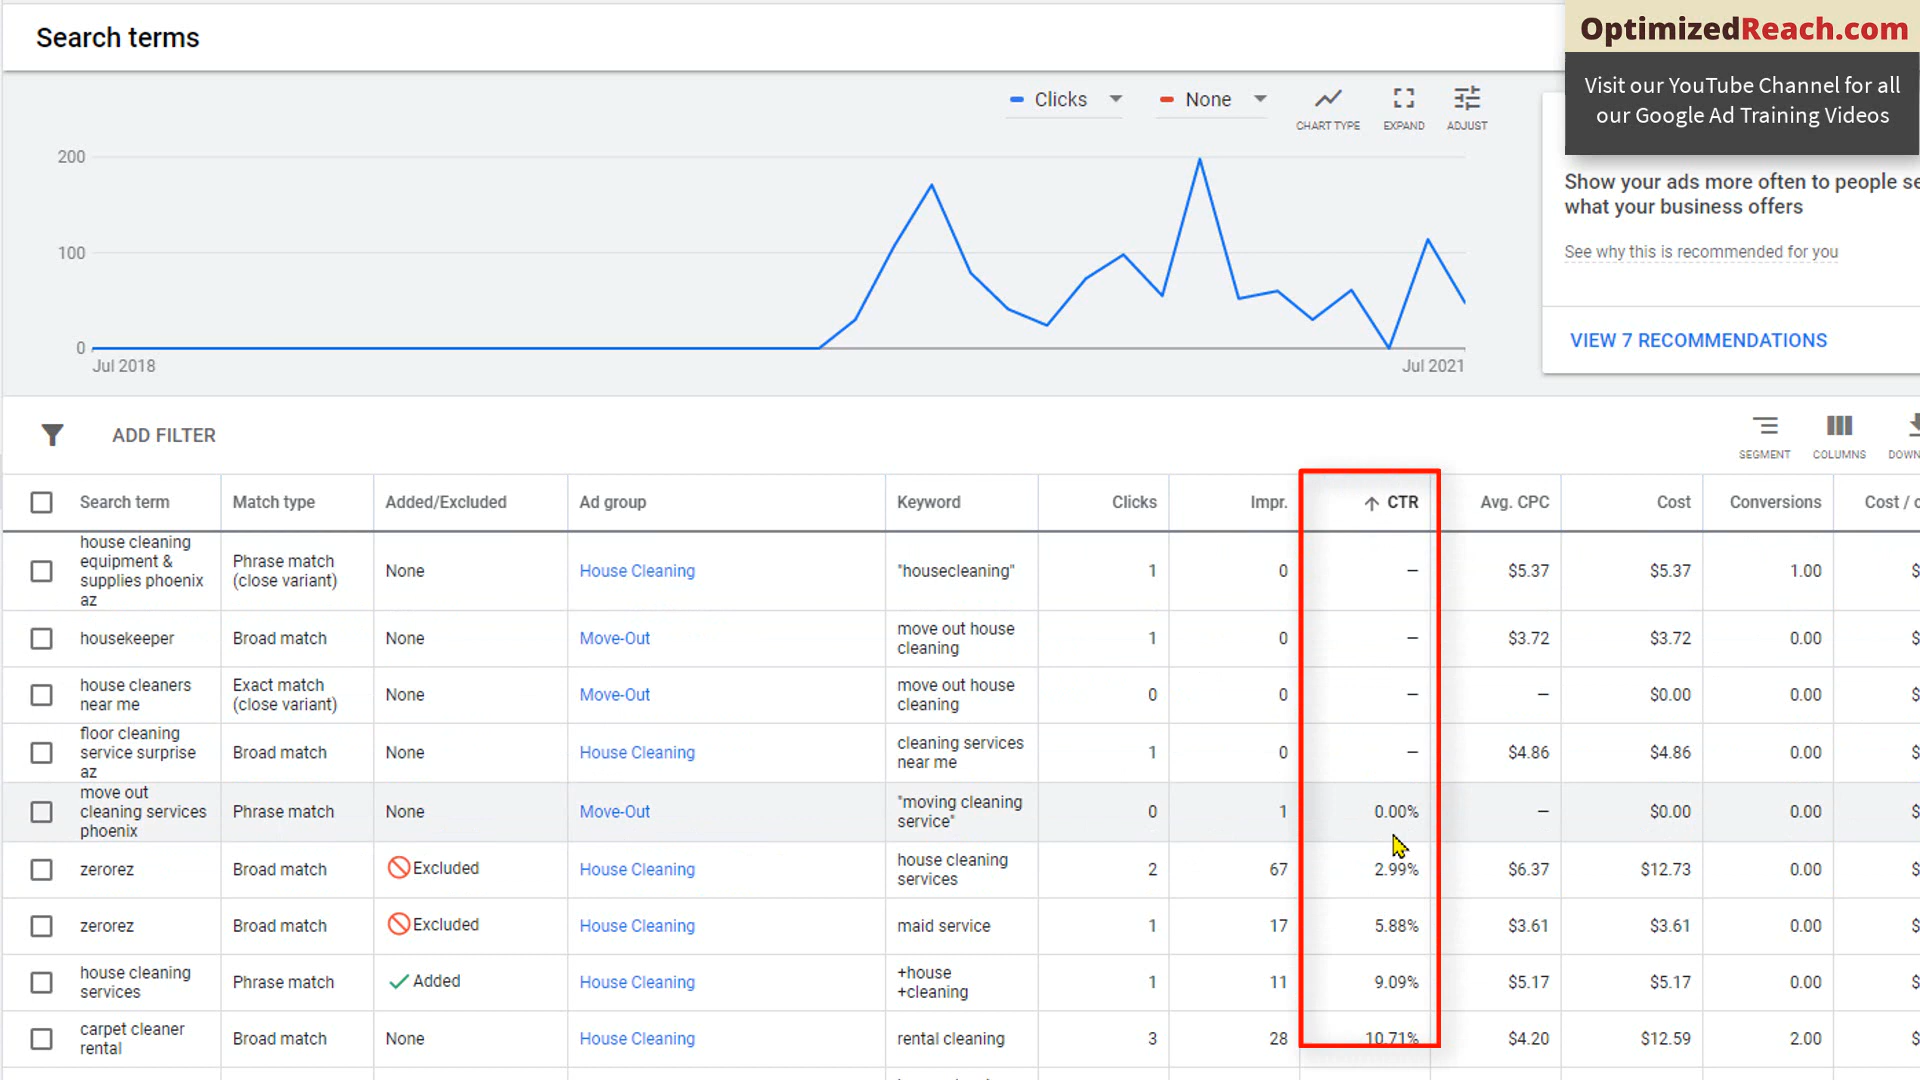 Search terms
OptimizedReach.com
Visit our YouTube Channel for all
our Google Ad Training Videos
Clicks
None
CHART TYPE
EXPAND
ADJUST
200
100
0
Jul 2018
Jul 2021
Show your ads more often to people se
what your business offers
See why this is recommended for you
VIEW 7 RECOMMENDATIONS
ADD FILTER
SEGMENT
COLUMNS
DOWN
Search term Match type Added/Excluded Ad group Keyword Clicks Impr. ↑ CTR Avg. CPC Cost Conversions Cost / c
house cleaning
equipment &
supplies phoenix
az
Phrase match
(close variant)
None House Cleaning "housecleaning" 1 0 – $5.37 $5.37 1.00 $
housekeeper Broad match None Move-Out
move out house
cleaning
1 0 – $3.72 $3.72 0.00 $
house cleaners
near me
Exact match
(close variant)
None Move-Out
move out house
cleaning
0 0 – – $0.00 0.00 $
floor cleaning
service surprise
az
Broad match None House Cleaning
cleaning services
near me
1 0 – $4.86 $4.86 0.00 $
move out
cleaning services
phoenix
Phrase match None Move-Out
"moving cleaning
service"
0 1 0.00% – $0.00 0.00 $
zerorez Broad match Excluded House Cleaning
house cleaning
services
2 67 2.99% $6.37 $12.73 0.00 $
zerorez Broad match Excluded House Cleaning maid service 1 17 5.88% $3.61 $3.61 0.00 $
house cleaning
services
Phrase match Added House Cleaning
+house
+cleaning
1 11 9.09% $5.17 $5.17 0.00 $
carpet cleaner
rental
Broad match None House Cleaning rental cleaning 3 28 10.71% $4.20 $12.59 2.00 $